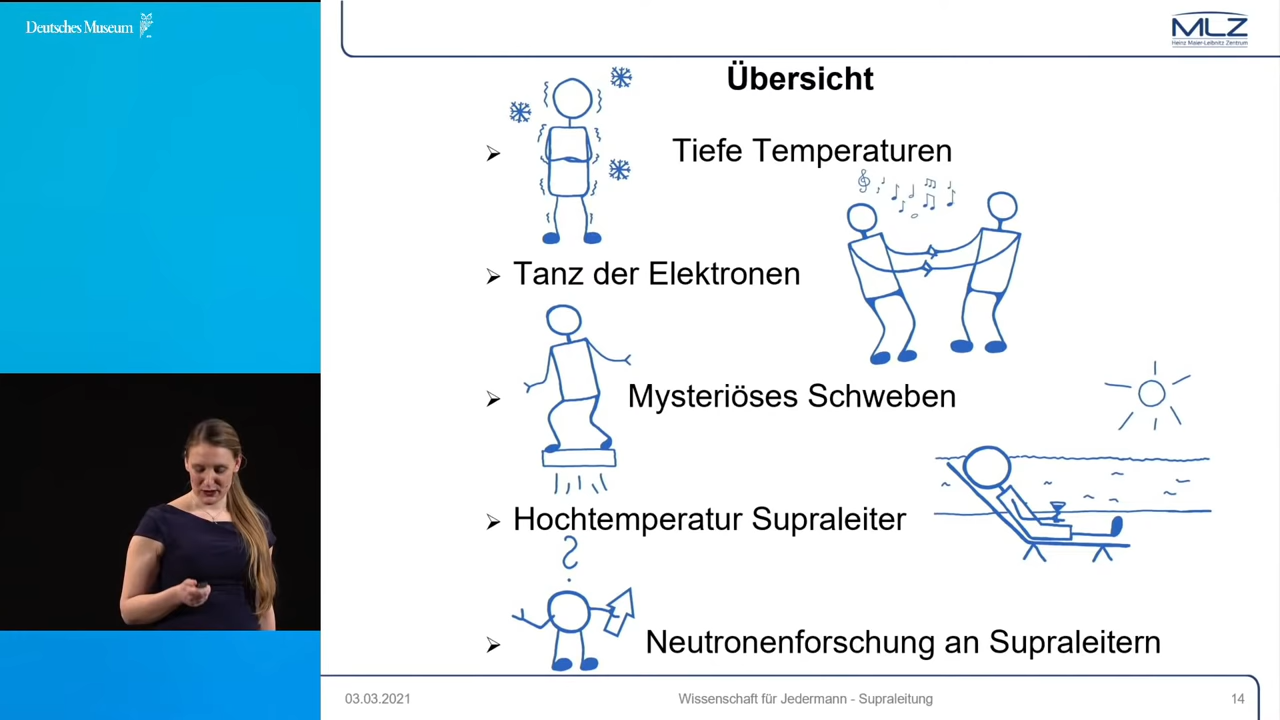 Deutsches Museum
MLZ
Heinz Maier-Leibnitz Zentrum
Übersicht
Tiefe Temperaturen
Tanz der Elektronen
Mysteriöses Schweben
Hochtemperatur Supraleiter
?
Neutronenforschung an Supraleitern
03.03.2021
Wissenschaft für Jedermann - Supraleitung
14